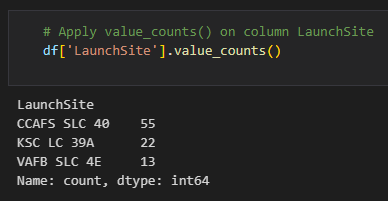 # Apply value_counts() on column LaunchSite
df['LaunchSite'].value_counts()
LaunchSite
CCAFS SLC 40    55
KSC LC 39A      22
VAFB SLC 4E     13
Name: count, dtype: int64